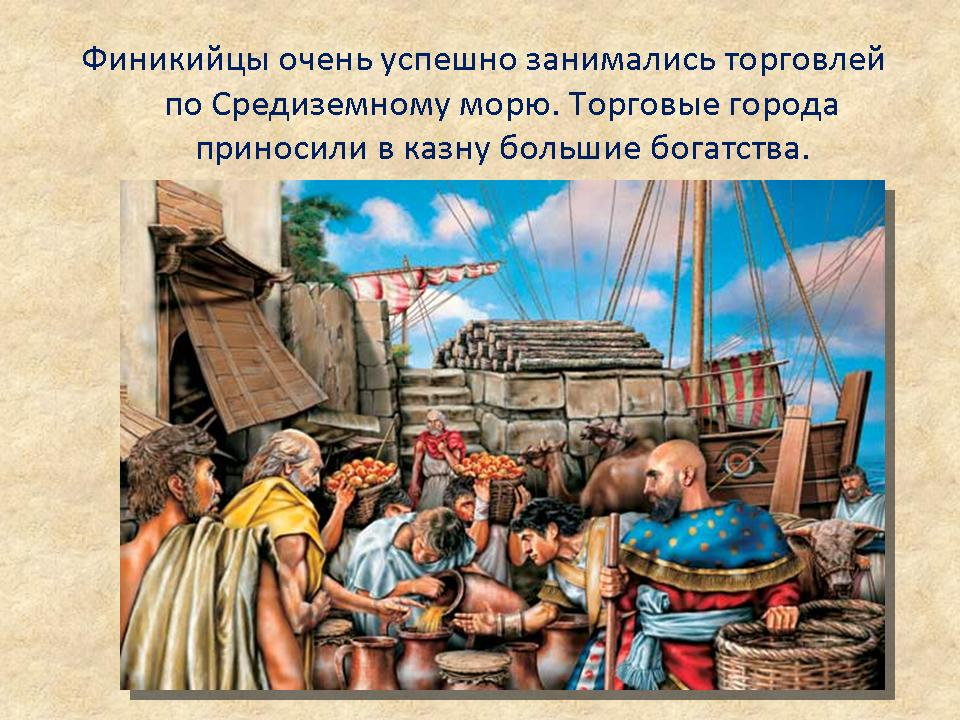 Финикийцы очень успешно занимались торговлей
по Средиземному морю. Торговые города
приносили в казну большие богатства.